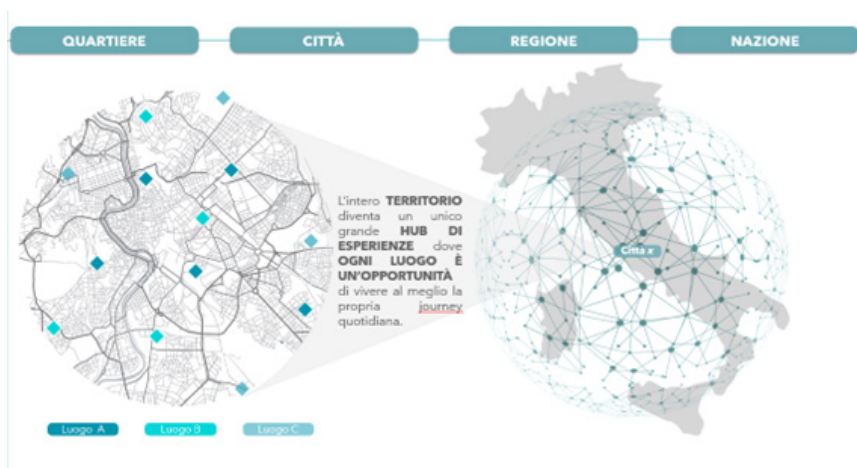 QUARTIERE
CITTÀ
REGIONE
NAZIONE
L'intero TERRITORIO
diventa un unico
grande HUB DI
ESPERIENZE dove
OGNI LUOGO È
UN'OPPORTUNITÀ
di vivere al meglio la
propria journey
quotidiana.
Città x
Luogo A
Luogo B
Luogo C